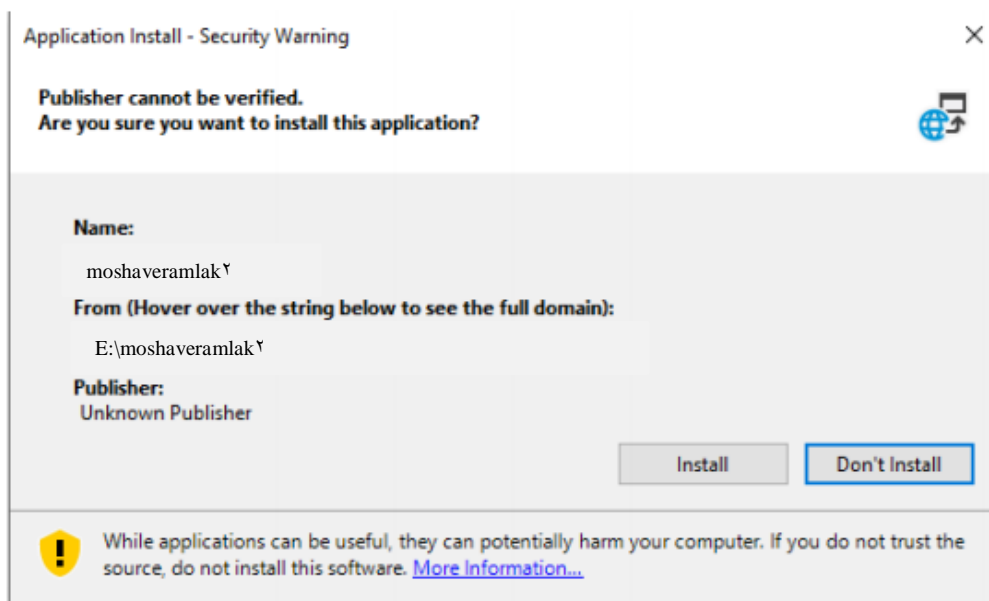 Application Install - Security Warning
Publisher cannot be verified.
Are you sure you want to install this application?
Name:
moshaveramlak۲
From (Hover over the string below to see the full domain):
E:\moshaveramlak۲
Publisher:
Unknown Publisher
Install
Don't Install
While applications can be useful, they can potentially harm your computer. If you do not trust the
source, do not install this software. More Information...